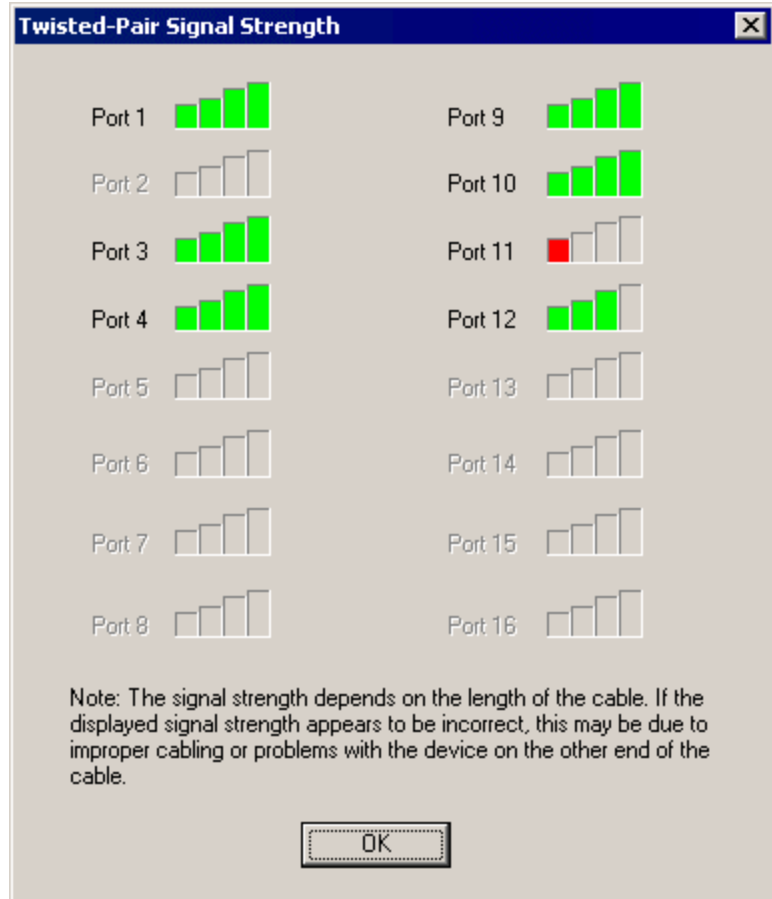 Twisted-Pair Signal Strength
Port 1
Port 9
Port 2
Port 10
Port 3
Port 11
Port 4
Port 12
Port 5
Port 13
Port 6
Port 14
Port 7
Port 15
Port 8
Port 16
Note: The signal strength depends on the length of the cable. If the
displayed signal strength appears to be incorrect, this may be due to
improper cabling or problems with the device on the other end of the
cable.
OK